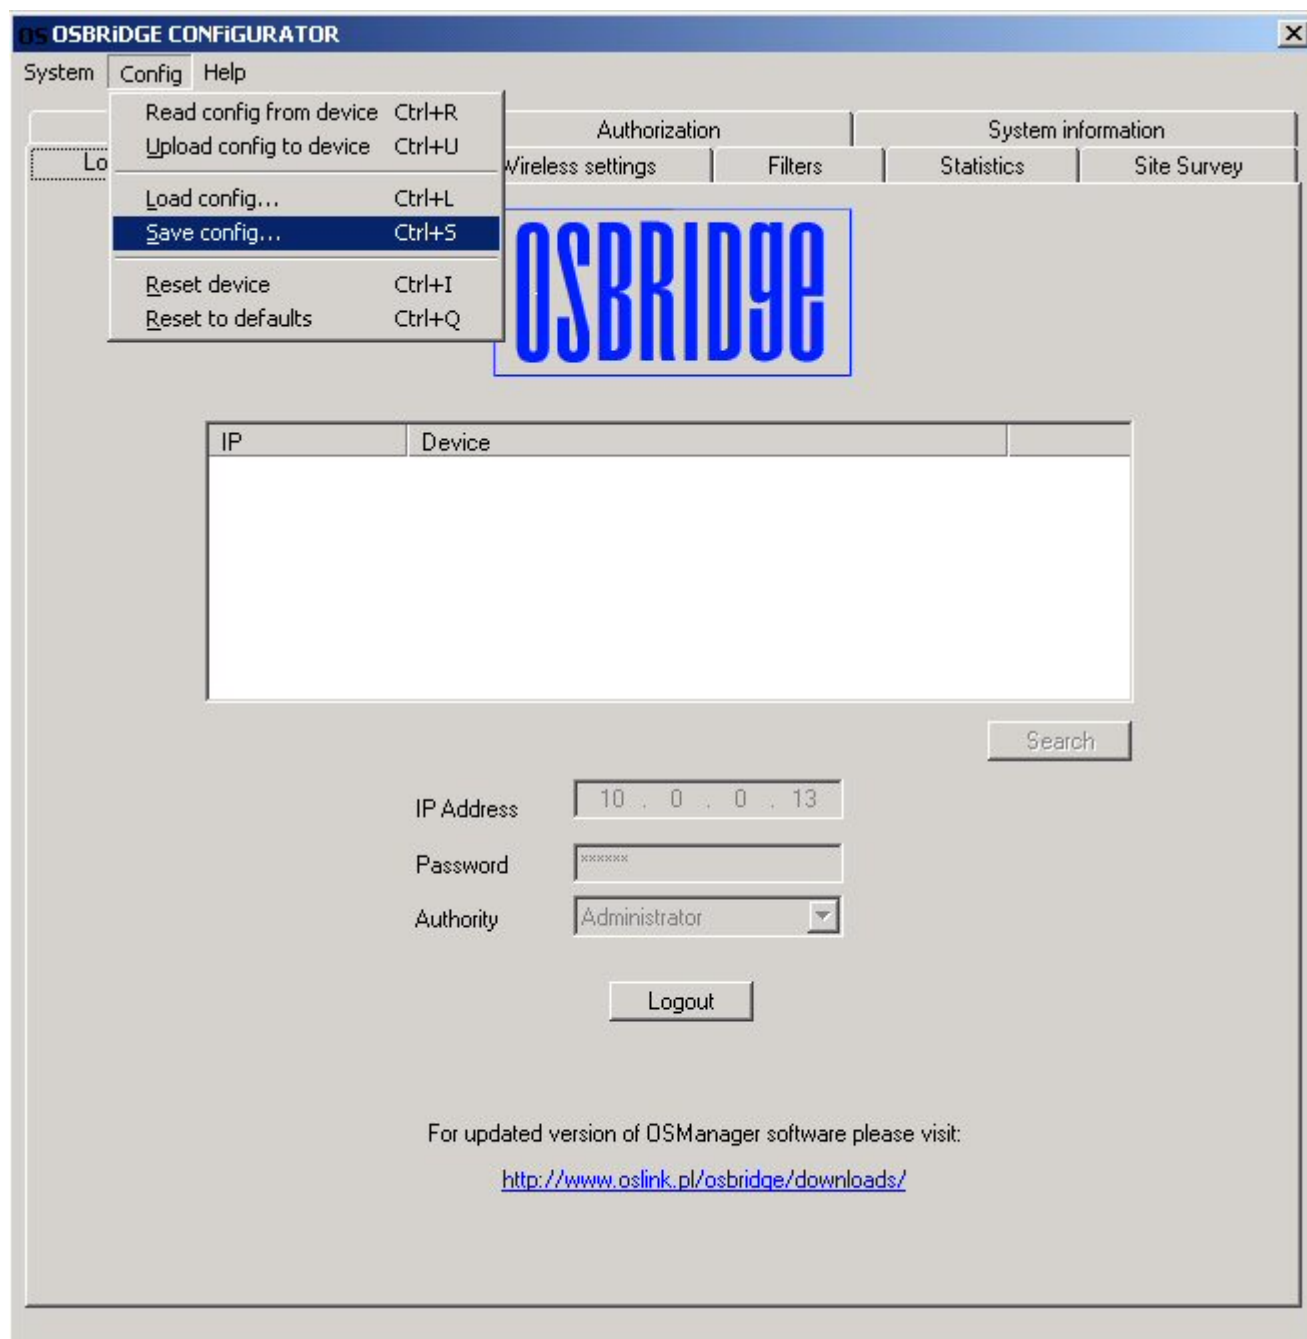 OS OSBRiDGE CONFiGURATOR
System Config Help
Read config from device Ctrl+R
Upload config to device Ctrl+U
Load config... Ctrl+L
Save config... Ctrl+S
Reset device Ctrl+I
Reset to defaults Ctrl+Q
Authorization System information
Lo Wireless settings Filters Statistics Site Survey
OSBRIDge
IP Device
Search
IP Address 10 . 0 . 0 . 13
Password ××××××
Authority Administrator
Logout
For updated version of OSManager software please visit:
http://www.oslink.pl/osbridge/downloads/